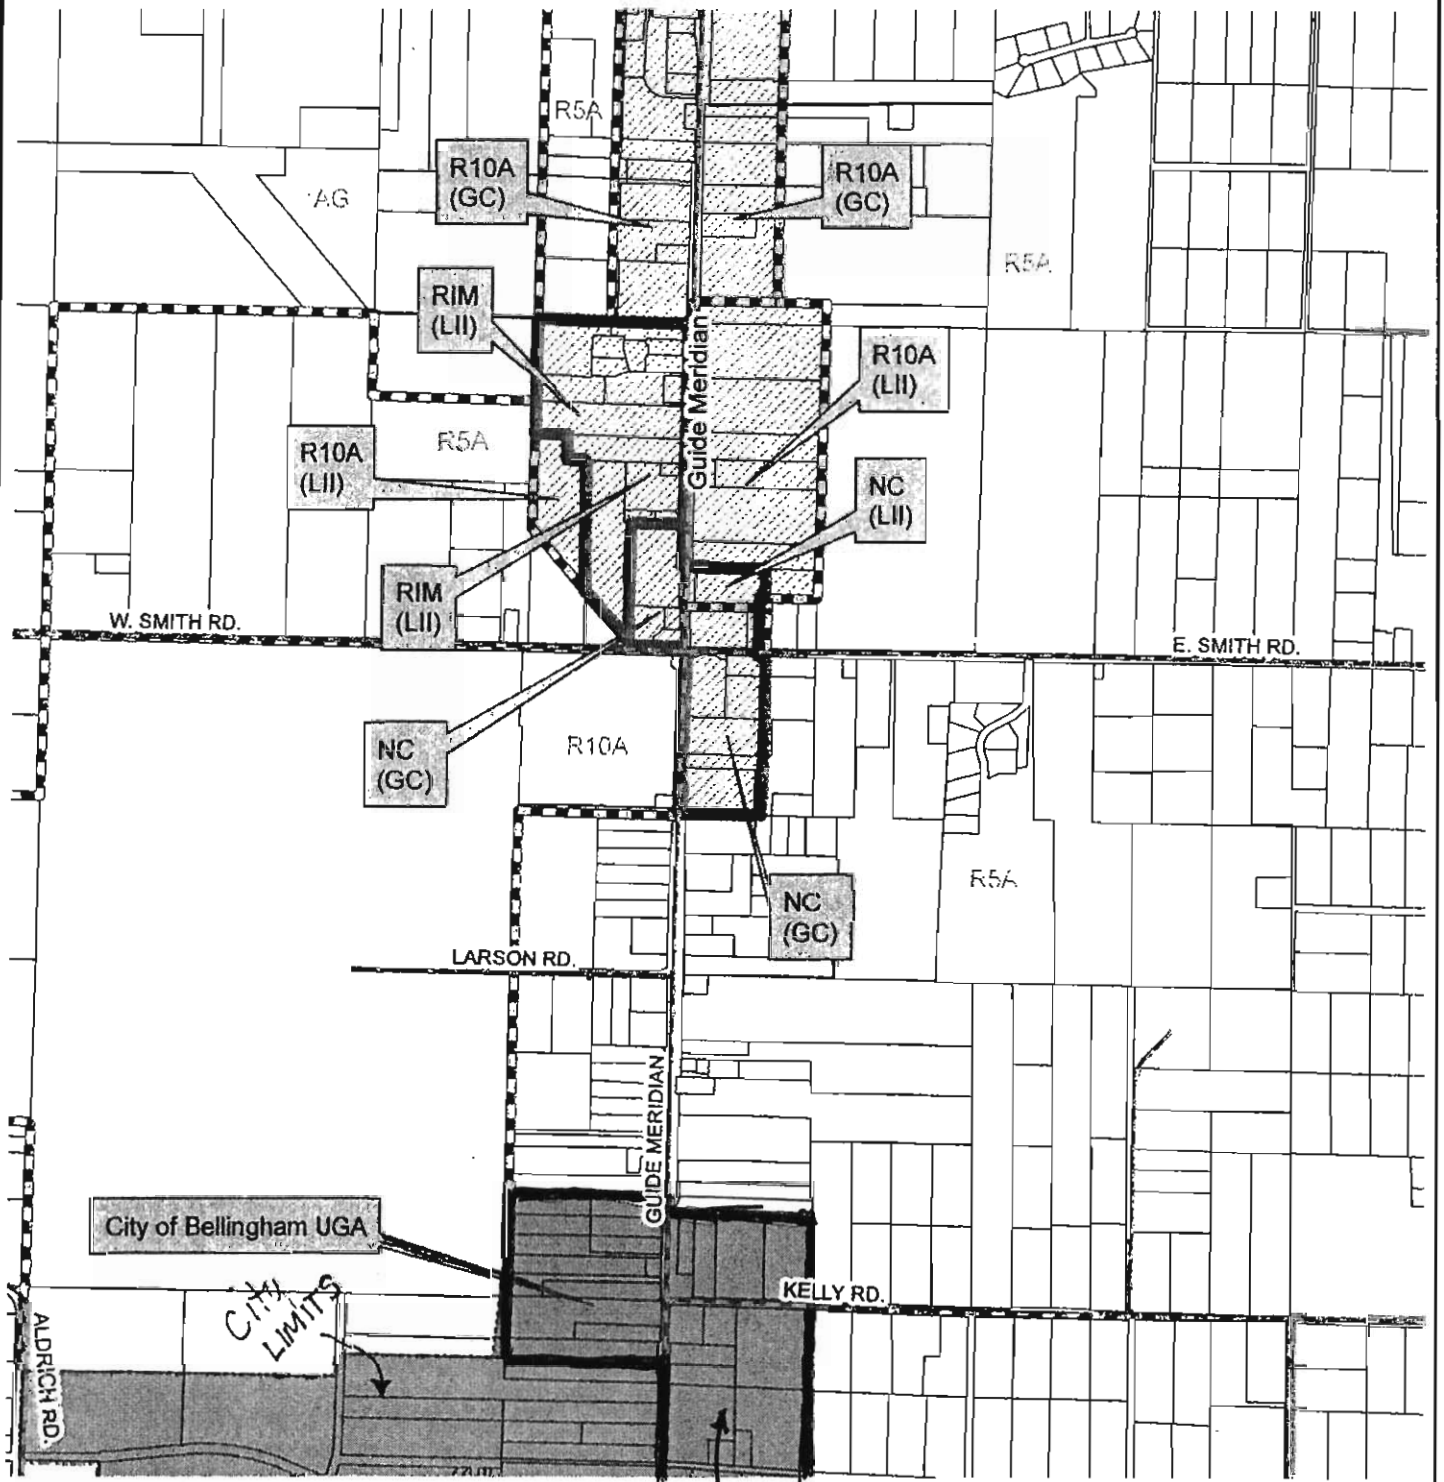 R5A
R10A
(GC)
R10A
(GC)
AG
R5A
RIM
(LII)
Guide Meridian
R10A
(LII)
R5A
R10A
(LII)
NC
(LII)
RIM
(LII)
W. SMITH RD.
E. SMITH RD.
NC
(GC)
R10A
R5A
NC
(GC)
LARSON RD.
GUIDE MERIDIAN
City of Bellingham UGA
KELLY RD.
City
LIMITS
ALDRICH RD.